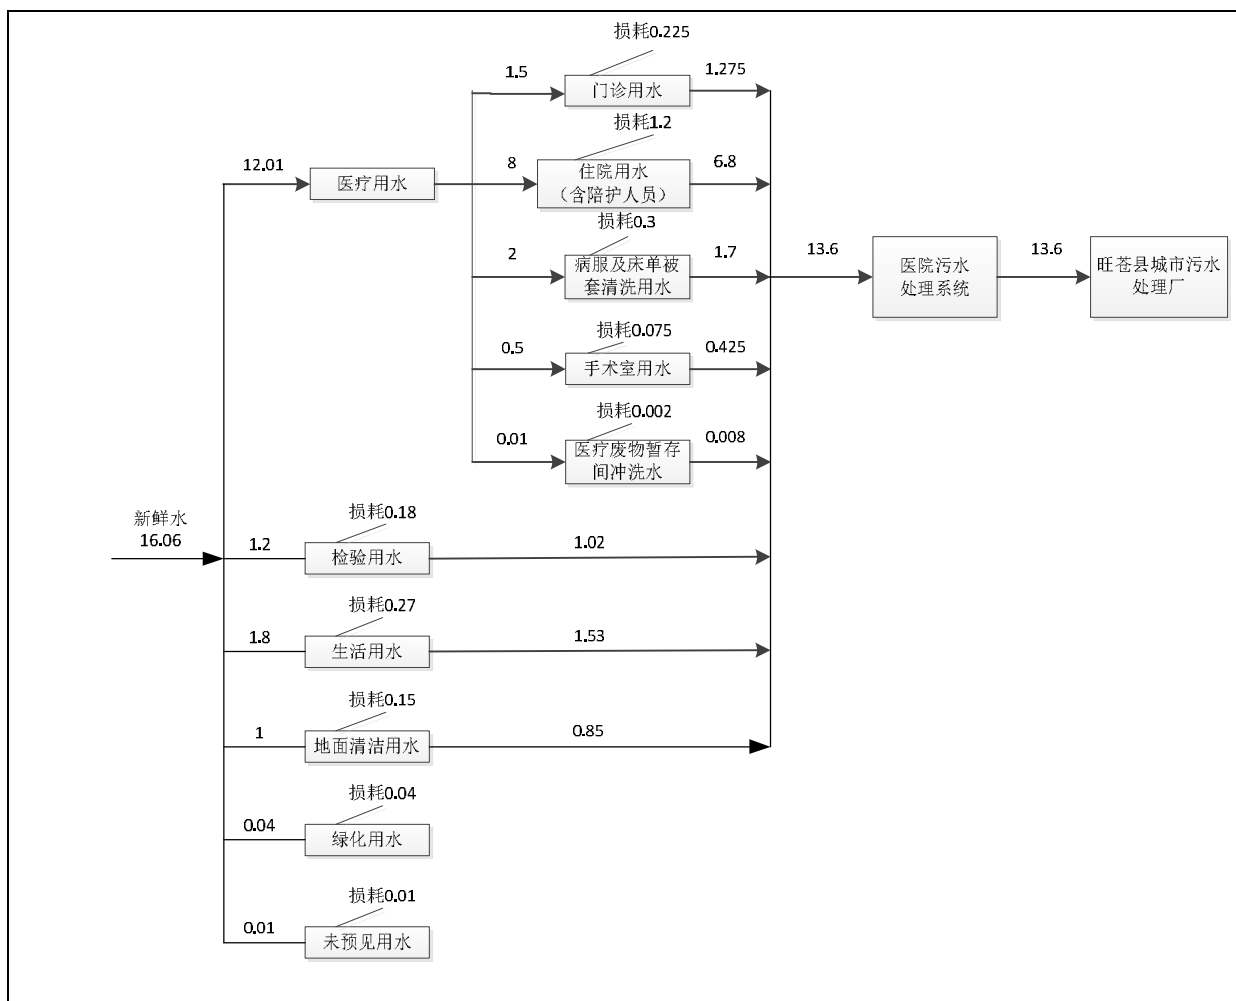 损耗0.225
1.5
门诊用水
1.275
损耗1.2
12.01
医疗用水
8
住院用水
（含陪护人员）
6.8
损耗0.3
2
病服及床单被
套清洗用水
1.7
13.6
医院污水
处理系统
13.6
旺苍县城市污水
处理厂
损耗0.075
0.5
手术室用水
0.425
损耗0.002
0.01
医疗废物暂存
间冲洗水
0.008
新鲜水
16.06
损耗0.18
1.2
检验用水
1.02
损耗0.27
1.8
生活用水
1.53
损耗0.15
1
地面清洁用水
0.85
损耗0.04
0.04
绿化用水
损耗0.01
0.01
未预见用水